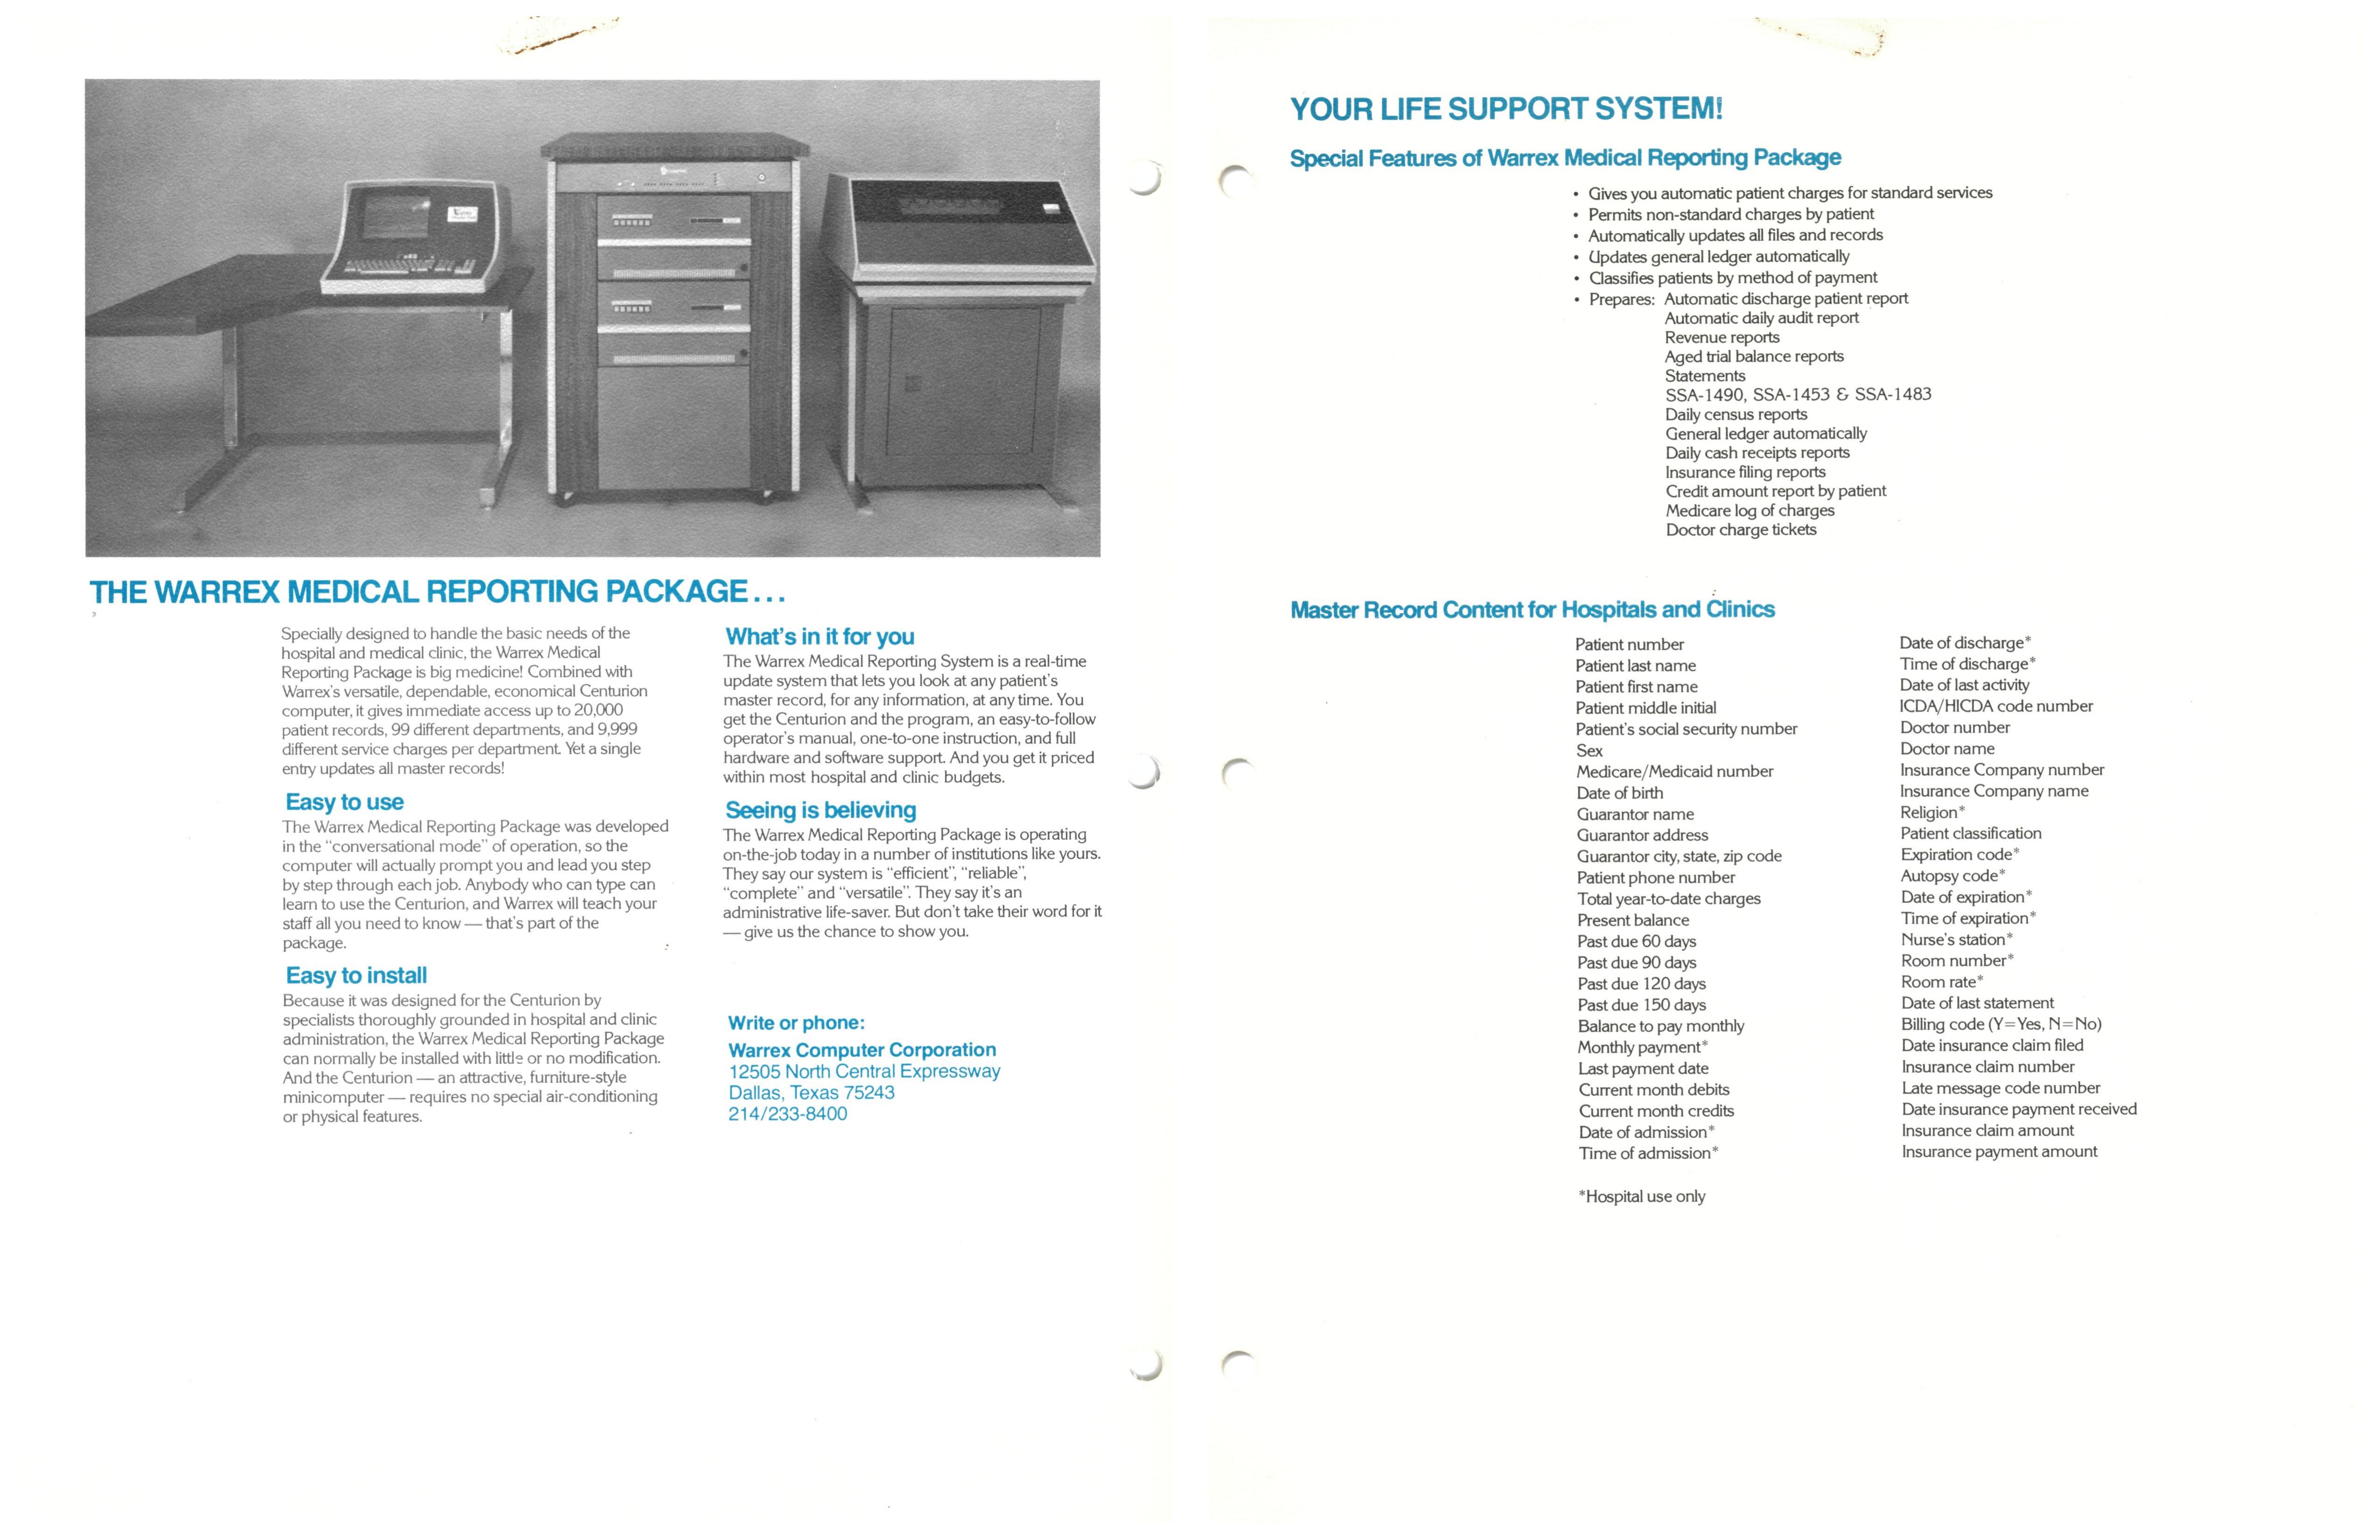 THE WARREX MEDICAL REPORTING PACKAGE...
Specially designed to handle the basic needs of the
hospital and medical clinic, the Warrex Medical
Reporting Package is big medicine! Combined with
Warrex's versatile, dependable, economical Centurion
computer, it gives immediate access up to 20,000
patient records, 99 different departments, and 9,999
different service charges per department. Yet a single
entry updates all master records!
Easy to use
The Warrex Medical Reporting Package was developed
in the "conversational mode" of operation, so the
computer will actually prompt you and lead you step
by step through each job. Anybody who can type can
learn to use the Centurion, and Warrex will teach your
staff all you need to know — that's part of the
package.
Easy to install
Because it was designed for the Centurion by
specialists thoroughly grounded in hospital and clinic
administration, the Warrex Medical Reporting Package
can normally be installed with little or no modification.
And the Centurion — an attractive, furniture-style
minicomputer — requires no special air-conditioning
or physical features.
What's in it for you
The Warrex Medical Reporting System is a real-time
update system that lets you look at any patient's
master record, for any information, at any time. You
get the Centurion and the program, an easy-to-follow
operator's manual, one-to-one instruction, and full
hardware and software support. And you get it priced
within most hospital and clinic budgets.
Seeing is believing
The Warrex Medical Reporting Package is operating
on-the-job today in a number of institutions like yours.
They say our system is "efficient", "reliable",
"complete" and "versatile". They say it's an
administrative life-saver. But don't take their word for it
— give us the chance to show you.
Write or phone:
Warrex Computer Corporation
12505 North Central Expressway
Dallas, Texas 75243
214/233-8400
YOUR LIFE SUPPORT SYSTEM!
Special Features of Warrex Medical Reporting Package
• Gives you automatic patient charges for standard services
• Permits non-standard charges by patient
• Automatically updates all files and records
• Updates general ledger automatically
• Classifies patients by method of payment
• Prepares: Automatic discharge patient report
Automatic daily audit report
Revenue reports
Aged trial balance reports
Statements
SSA-1490, SSA-1453 & SSA-1483
Daily census reports
General ledger automatically
Daily cash receipts reports
Insurance filing reports
Credit amount report by patient
Medicare log of charges
Doctor charge tickets
Master Record Content for Hospitals and Clinics
Patient number
Patient last name
Patient first name
Patient middle initial
Patient's social security number
Sex
Medicare/Medicaid number
Date of birth
Guarantor name
Guarantor address
Guarantor city, state, zip code
Patient phone number
Total year-to-date charges
Present balance
Past due 60 days
Past due 90 days
Past due 120 days
Past due 150 days
Balance to pay monthly
Monthly payment*
Last payment date
Current month debits
Current month credits
Date of admission*
Time of admission*
Date of discharge*
Time of discharge*
Date of last activity
ICDA/HICDA code number
Doctor number
Doctor name
Insurance Company number
Insurance Company name
Religion*
Patient classification
Expiration code*
Autopsy code*
Date of expiration*
Time of expiration*
Nurse's station*
Room number*
Room rate*
Date of last statement
Billing code (Y=Yes, N=No)
Date insurance claim filed
Insurance claim number
Late message code number
Date insurance payment received
Insurance claim amount
Insurance payment amount
*Hospital use only